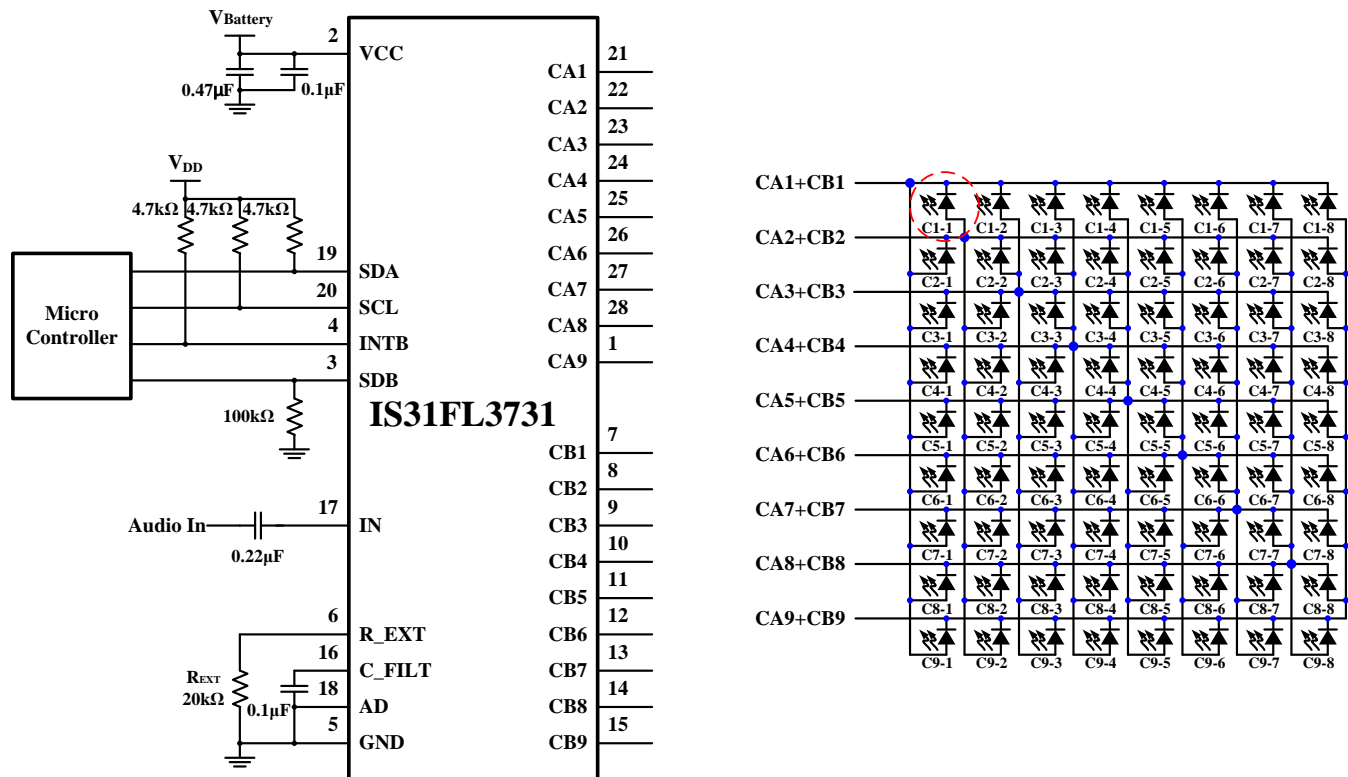 VBattery
2
VCC
0.47μF
0.1μF
VDD
4.7kΩ 4.7kΩ 4.7kΩ
19
SDA
20
SCL
4
INTB
3
SDB
Micro
Controller
100kΩ
IS31FL3731
Audio In
0.22μF
17
IN
6
R_EXT
16
C_FILT
18
AD
5
GND
REXT
20kΩ
0.1μF
21
CA1
22
CA2
23
CA3
24
CA4
25
CA5
26
CA6
27
CA7
28
CA8
1
CA9
7
CB1
8
CB2
9
CB3
10
CB4
11
CB5
12
CB6
13
CB7
14
CB8
15
CB9
CA1+CB1
C1-1 C1-2 C1-3 C1-4 C1-5 C1-6 C1-7 C1-8
CA2+CB2
C2-1 C2-2 C2-3 C2-4 C2-5 C2-6 C2-7 C2-8
CA3+CB3
C3-1 C3-2 C3-3 C3-4 C3-5 C3-6 C3-7 C3-8
CA4+CB4
C4-1 C4-2 C4-3 C4-4 C4-5 C4-6 C4-7 C4-8
CA5+CB5
C5-1 C5-2 C5-3 C5-4 C5-5 C5-6 C5-7 C5-8
CA6+CB6
C6-1 C6-2 C6-3 C6-4 C6-5 C6-6 C6-7 C6-8
CA7+CB7
C7-1 C7-2 C7-3 C7-4 C7-5 C7-6 C7-7 C7-8
CA8+CB8
C8-1 C8-2 C8-3 C8-4 C8-5 C8-6 C8-7 C8-8
CA9+CB9
C9-1 C9-2 C9-3 C9-4 C9-5 C9-6 C9-7 C9-8